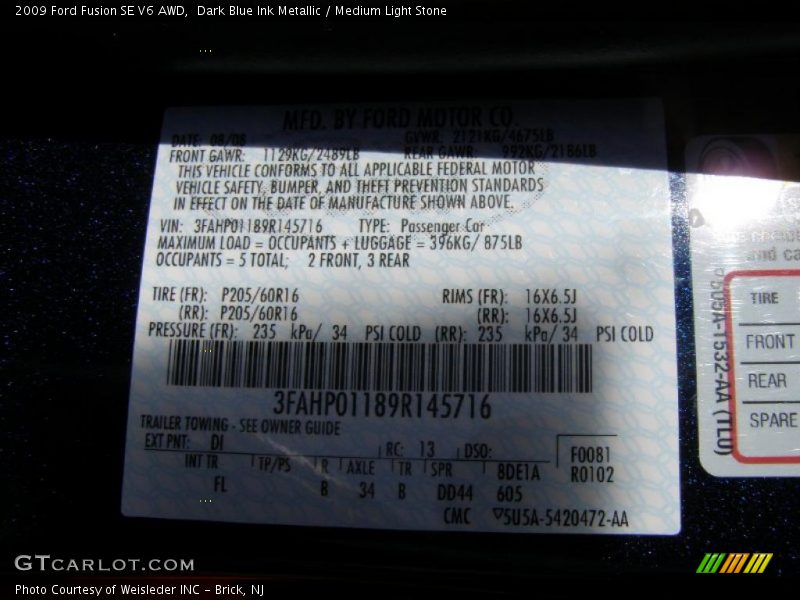 2009 Ford Fusion SE V6 AWD,  Dark Blue Ink Metallic / Medium Light Stone
MFD. BY FORD MOTOR CO.
DATE: 08/08 GVWR: 2121KG/4675LB
FRONT GAWR: 1129KG/2489LB REAR GAWR: 992KG/2186LB
THIS VEHICLE CONFORMS TO ALL APPLICABLE FEDERAL MOTOR
VEHICLE SAFETY, BUMPER, AND THEFT PREVENTION STANDARDS
IN EFFECT ON THE DATE OF MANUFACTURE SHOWN ABOVE.
VIN: 3FAHP01189R145716 TYPE: Passenger Car
MAXIMUM LOAD = OCCUPANTS + LUGGAGE = 396KG/ 875LB
OCCUPANTS = 5 TOTAL; 2 FRONT, 3 REAR
TIRE (FR): P205/60R16 RIMS (FR): 16X6.5J
(RR): P205/60R16 (RR): 16X6.5J
PRESSURE (FR): 235 kPa/ 34 PSI COLD (RR): 235 kPa/ 34 PSI COLD
3FAHP01189R145716
TRAILER TOWING - SEE OWNER GUIDE
EXT PNT: DI RC: 13 DSO: F0081
INT TR TP/PS R AXLE TR SPR 8DE1A R0102
FL B 34 B DD44 605
CMC ▽5U5A-5420472-AA
and ca
TIRE
FRONT
REAR
SPARE
5U5A-1532-AA (TLU)
GTCARLOT.COM
Photo Courtesy of Weisleder INC - Brick, NJ